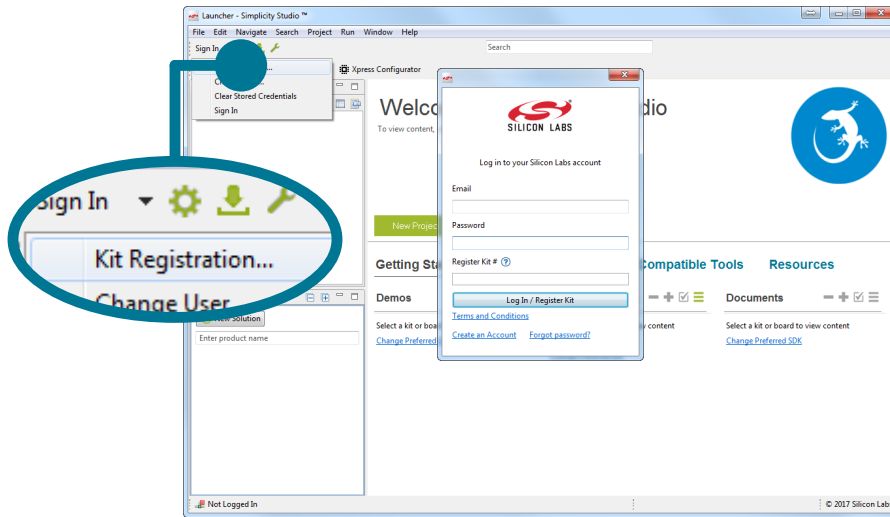 Launcher - Simplicity Studio ™
File Edit Navigate Search Project Run Window Help
Sign In
Search
Xpress Configurator
Clear Stored Credentials
Sign In
Sign In
Kit Registration...
Change User
SILICON LABS
Log in to your Silicon Labs account
Email
Password
Register Kit # ?
Log In / Register Kit
Terms and Conditions
Create an Account Forgot password?
To view content,
New Projec
Getting Sta
Compatible Tools Resources
Demos
Documents
Select a kit or boa
content
Select a kit or board to view content
Change Preferred
Change Preferred SDK
New Solution
Enter product name
Not Logged In
© 2017 Silicon Labs